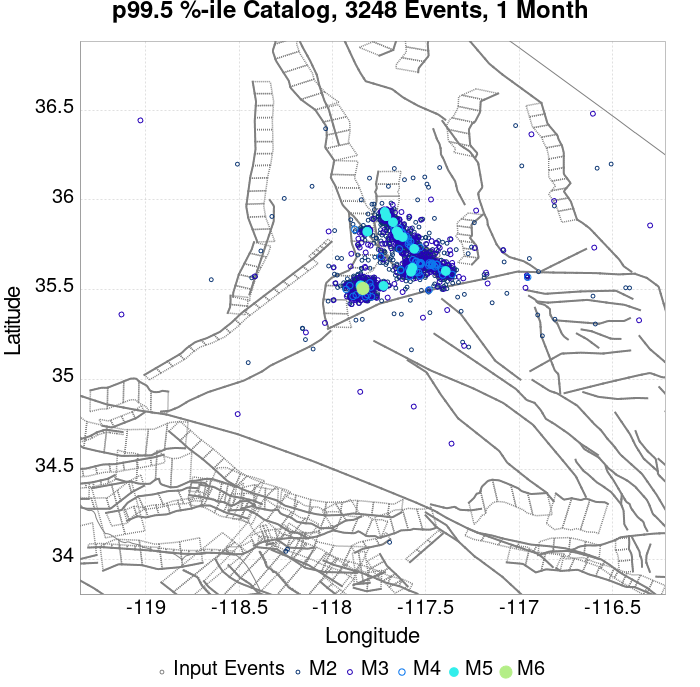 p99.5 %-ile Catalog, 3248 Events, 1 Month
36.5
36
35.5
35
34.5
34
Latitude
-119 -118.5 -118 -117.5 -117 -116.5
Longitude
Input Events M2 M3 M4 M5 M6